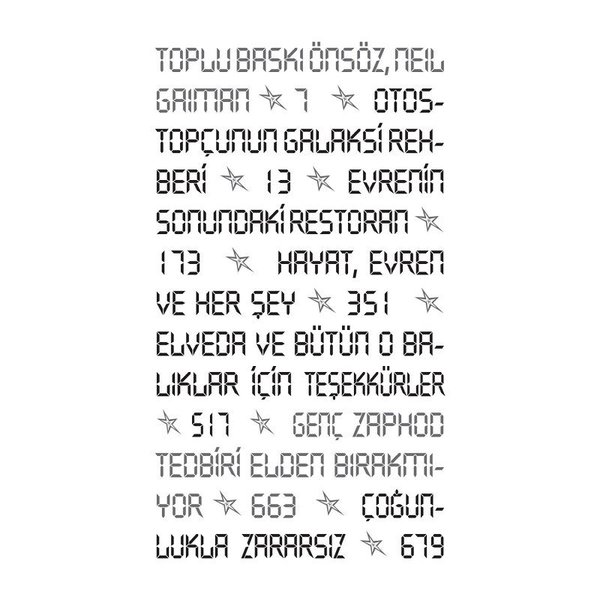 TOPLU BASKI ÖNSÖZ, NEIL
GAIMAN ★ 7 ★ OTOS-
TOPÇUNUN GALAKSİ REH-
BERİ ★ 13 ★ EVRENİN
SONUNDAKİ RESTORAN ★
173 ★ HAYAT, EVREN
VE HER ŞEY ★ 351 ★
ELVEDA VE BÜTÜN O BA-
LIKLAR İÇİN TEŞEKKÜRLER
★ 517 ★ GENÇ ZAPHOD
TEDBİRİ ELDEN BIRAKMI-
YOR ★ 663 ★ ÇOĞUN-
LUKLA ZARARSIZ ★ 679